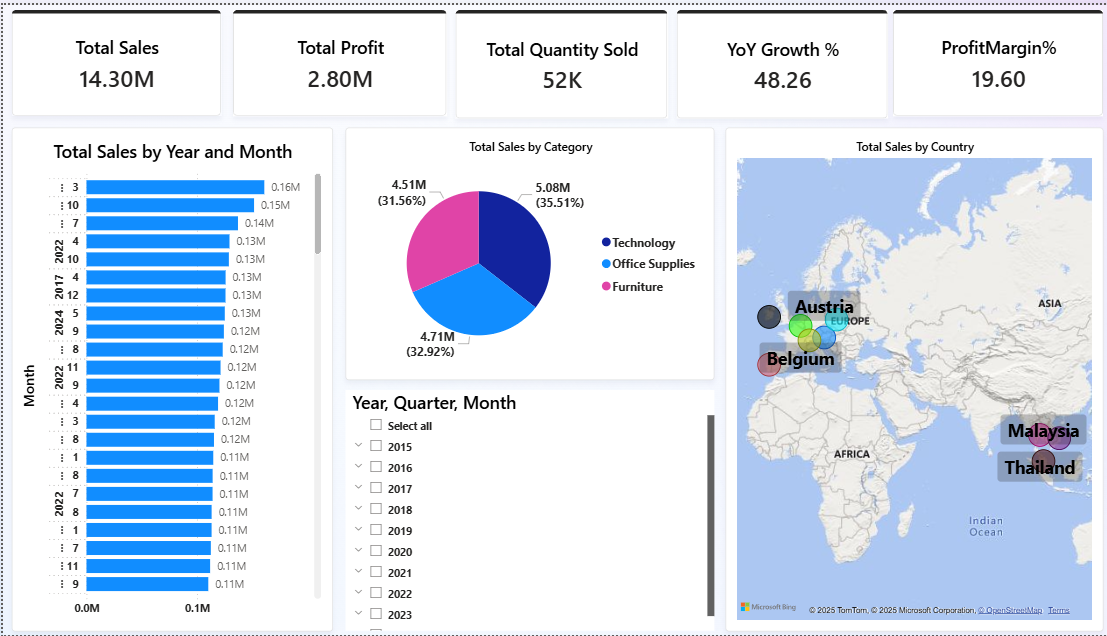 Total Sales
14.30M
Total Profit
2.80M
Total Quantity Sold
52K
YoY Growth %
48.26
ProfitMargin%
19.60
Total Sales by Year and Month
Month
3 0.16M
10 0.15M
7 0.14M
2022 4 0.13M
10 0.13M
2017 4 0.13M
12 0.13M
2024 5 0.13M
9 0.12M
8 0.12M
2022 11 0.12M
9 0.12M
4 0.12M
3 0.12M
8 0.12M
1 0.11M
8 0.11M
2022 7 0.11M
8 0.11M
1 0.11M
7 0.11M
11 0.11M
9 0.11M
0.0M 0.1M
Total Sales by Category
4.51M
(31.56%)
5.08M
(35.51%)
4.71M
(32.92%)
Technology
Office Supplies
Furniture
Year, Quarter, Month
Select all
2015
2016
2017
2018
2019
2020
2021
2022
2023
Total Sales by Country
ASIA
Austria
EUROPE
Belgium
Malaysia
AFRICA
Thailand
Indian
Ocean
Microsoft Bing
© 2025 TomTom, © 2025 Microsoft Corporation, © OpenStreetMap Terms